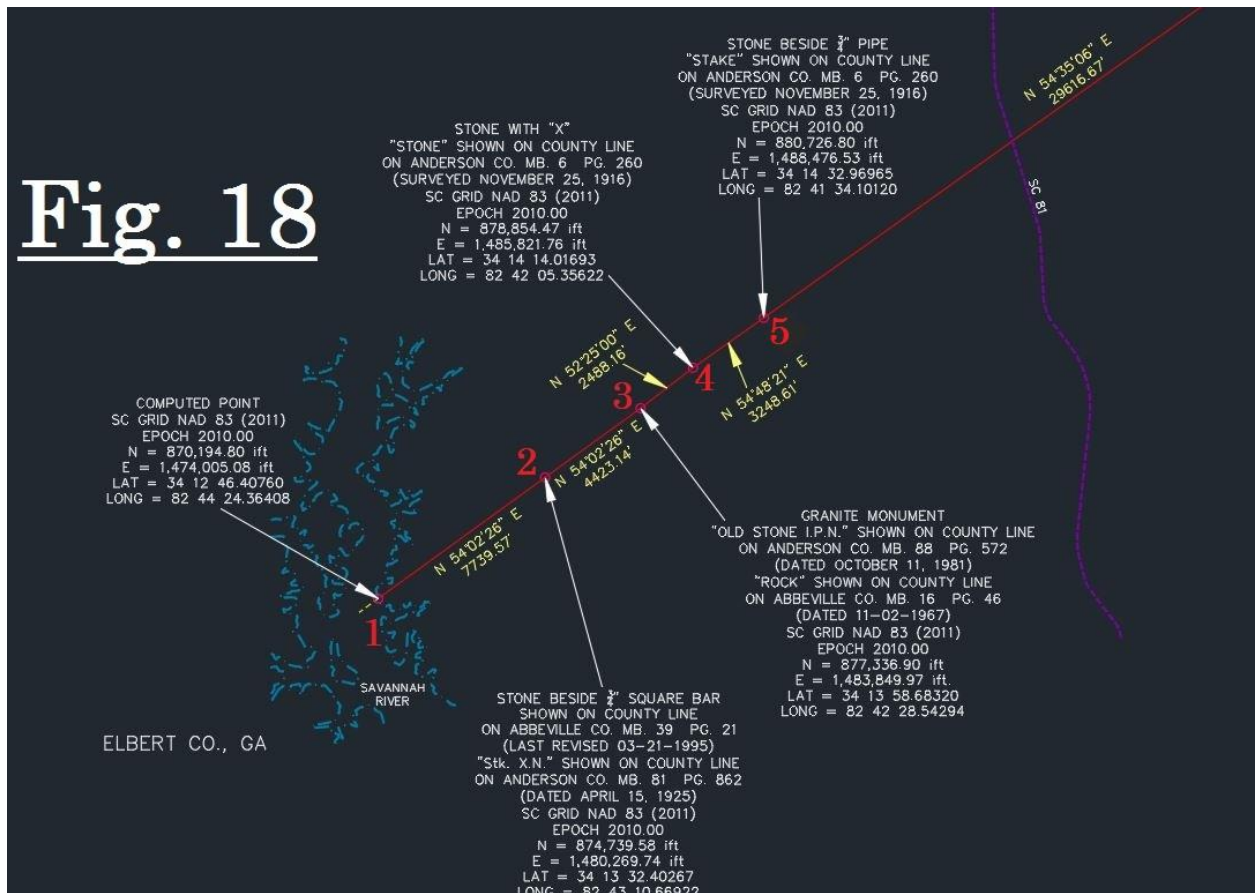 Fig. 18
STONE BESIDE ¾" PIPE
"STAKE" SHOWN ON COUNTY LINE
ON ANDERSON CO. MB. 6 PG. 260
(SURVEYED NOVEMBER 25, 1916)
SC GRID NAD 83 (2011)
EPOCH 2010.00
N = 880,726.80 ift
E = 1,488,476.53 ift
LAT = 34 14 32.96965
LONG = 82 41 34.10120
N 54°35'06" E
29616.67'
STONE WITH "X"
"STONE" SHOWN ON COUNTY LINE
ON ANDERSON CO. MB. 6 PG. 260
(SURVEYED NOVEMBER 25, 1916)
SC GRID NAD 83 (2011)
EPOCH 2010.00
N = 878,854.47 ift
E = 1,485,821.76 ift
LAT = 34 14 14.01693
LONG = 82 42 05.35622
SC 81
5
4
3
2
1
N 52°25'00" E
2488.16'
N 54°48'21" E
3248.61'
N 54°02'26" E
4423.14'
N 54°02'26" E
7739.57'
COMPUTED POINT
SC GRID NAD 83 (2011)
EPOCH 2010.00
N = 870,194.80 ift
E = 1,474,005.08 ift
LAT = 34 12 46.40760
LONG = 82 44 24.36408
GRANITE MONUMENT
"OLD STONE I.P.N." SHOWN ON COUNTY LINE
ON ANDERSON CO. MB. 88 PG. 572
(DATED OCTOBER 11, 1981)
"ROCK" SHOWN ON COUNTY LINE
ON ABBEVILLE CO. MB. 16 PG. 46
(DATED 11-02-1967)
SC GRID NAD 83 (2011)
EPOCH 2010.00
N = 877,336.90 ift
E = 1,483,849.97 ift.
LAT = 34 13 58.68320
LONG = 82 42 28.54294
SAVANNAH
RIVER
ELBERT CO., GA
STONE BESIDE SQUARE BAR
SHOWN ON COUNTY LINE
ON ABBEVILLE CO. MB. 39 PG. 21
(LAST REVISED 03-21-1995)
"Stk. X.N." SHOWN ON COUNTY LINE
ON ANDERSON CO. MB. 81 PG. 862
(DATED APRIL 15, 1925)
SC GRID NAD 83 (2011)
EPOCH 2010.00
N = 874,739.58 ift
E = 1,480,269.74 ift
LAT = 34 13 32.40267
LONG = 82 43 10.66922